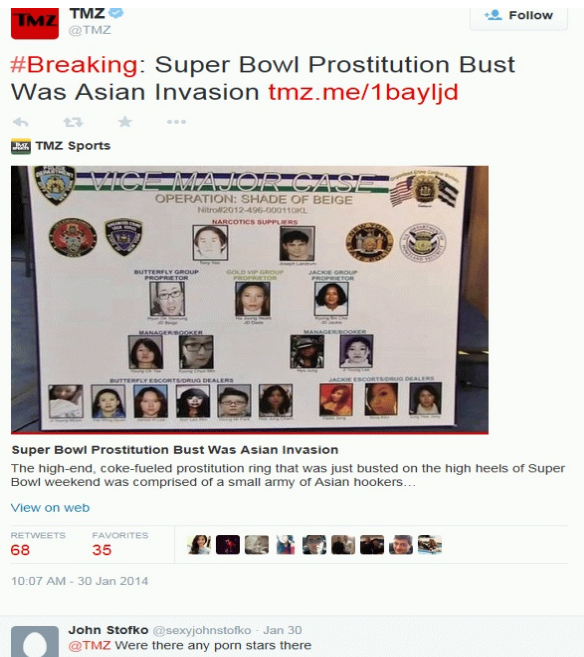 TMZ
TMZ
@TMZ
Follow
#Breaking: Super Bowl Prostitution Bust
Was Asian Invasion tmz.me/1bayljd
TMZ Sports
VICE MAJOR CASE
OPERATION: SHADE OF BEIGE
Nitro#2012-496-000110KL
NARCOTICS SUPPLIERS
BUTTERFLY GROUP
PROPRIETOR
GOLD VIP GROUP
PROPRIETOR
JACKIE GROUP
PROPRIETOR
MANAGER/BOOKER
MANAGER/BOOKER
BUTTERFLY ESCORTS/DRUG DEALERS
JACKIE ESCORTS/DRUG DEALERS
Super Bowl Prostitution Bust Was Asian Invasion
The high-end, coke-fueled prostitution ring that was just busted on the high heels of Super
Bowl weekend was comprised of a small army of Asian hookers...
View on web
RETWEETS
FAVORITES
68
35
10:07 AM - 30 Jan 2014
John Stofko @sexyjohnstofko · Jan 30
@TMZ Were there any porn stars there